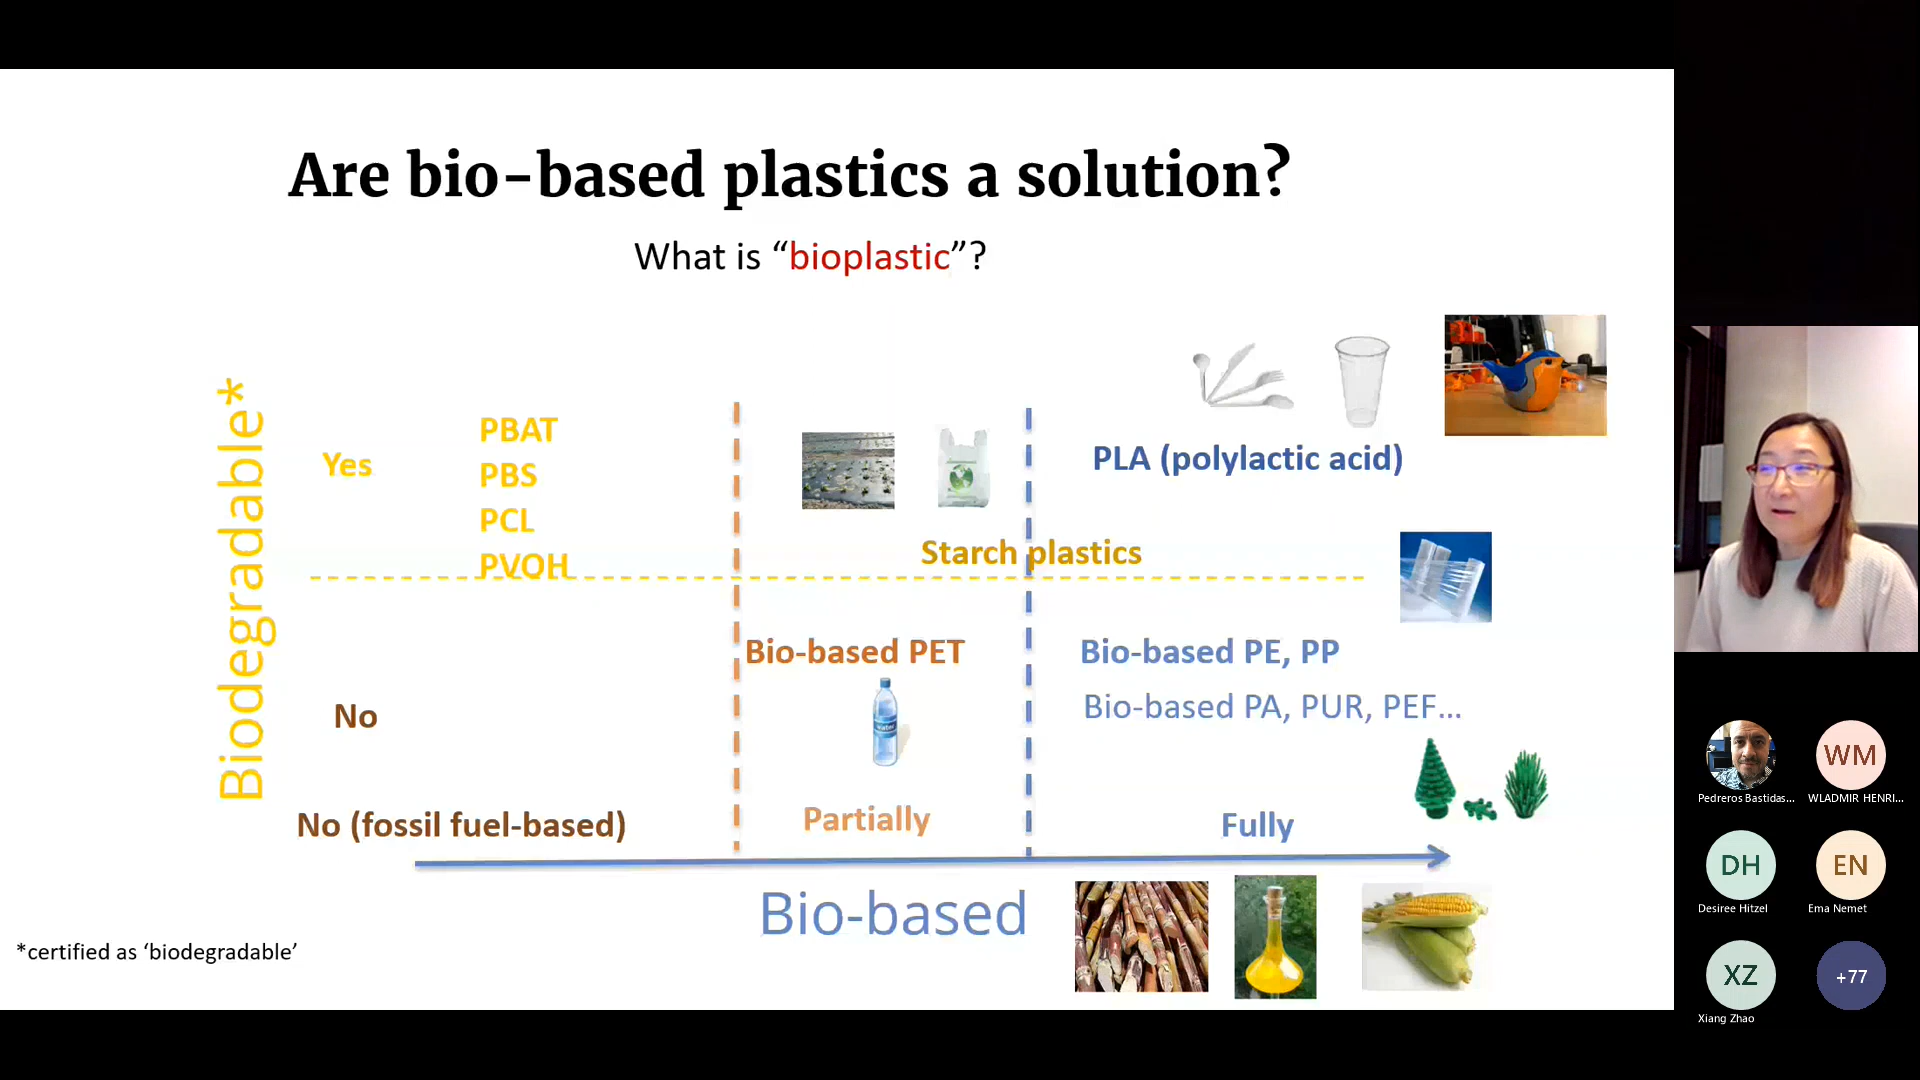 Are bio-based plastics a solution?
What is “bioplastic”?
Biodegradable*
Yes
PBAT
PBS
PCL
PVOH
PLA (polylactic acid)
Starch plastics
No
Bio-based PET
Bio-based PE, PP
Bio-based PA, PUR, PEF...
water
No (fossil fuel-based)
Partially
Fully
Bio-based
*certified as ‘biodegradable’
WM
Pedreros Bastidas...
WLADMIR HENRI...
DH
EN
Desiree Hitzel
Ema Nemet
XZ
+77
Xiang Zhao